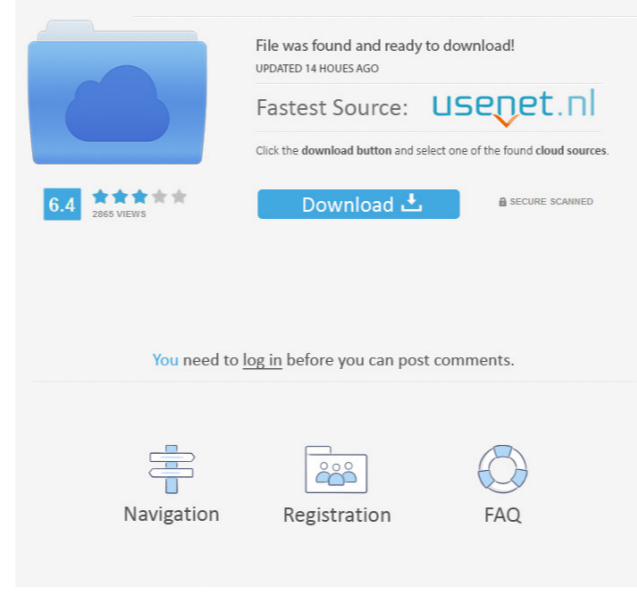 File was found and ready to download!
UPDATED 14 HOUES AGO
Fastest Source: usenet.nl
Click the download button and select one of the found cloud sources.
6.4
2865 VIEWS
Download
SECURE SCANNED
You need to log in before you can post comments.
Navigation
Registration
FAQ